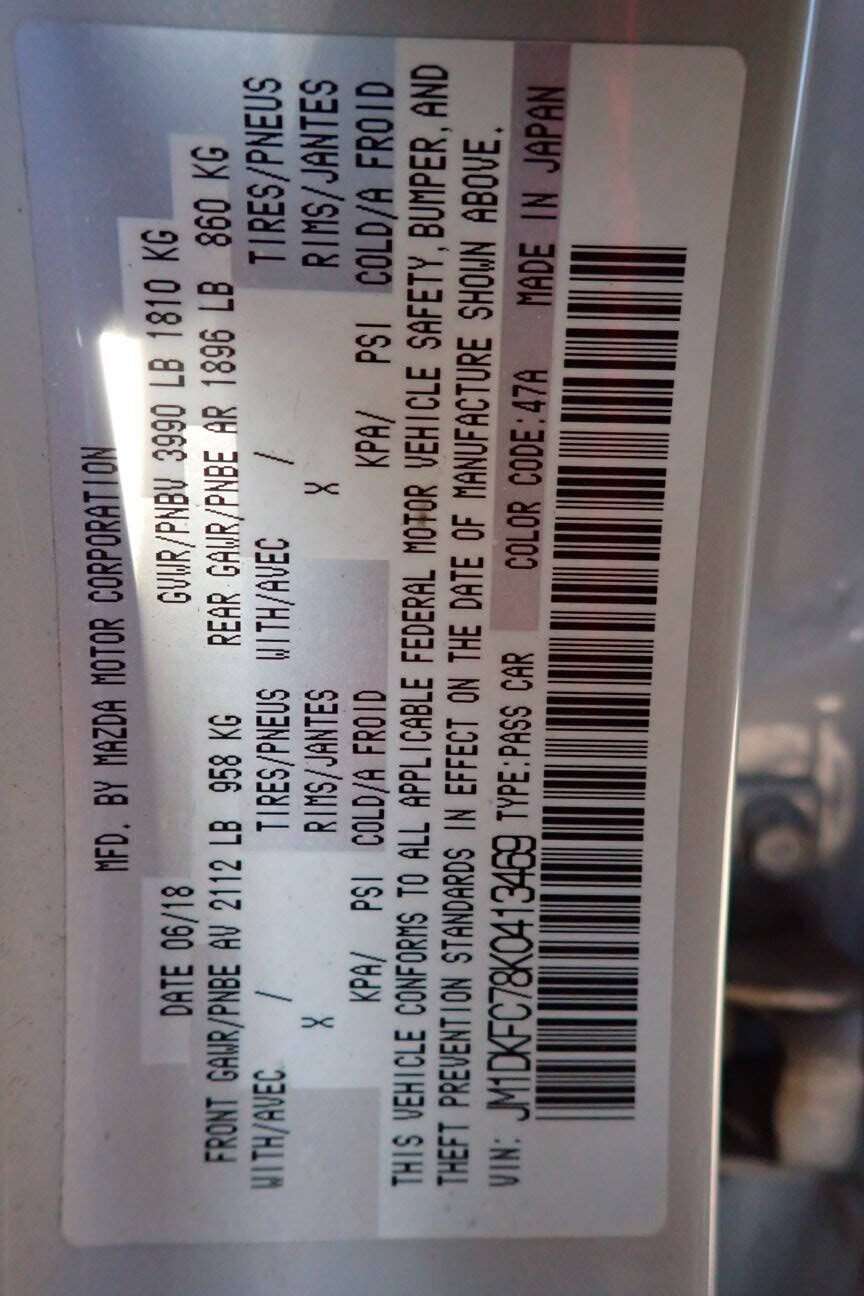 MFD. BY MAZDA MOTOR CORPORATION
DATE 06/18 GVWR/PNBV 3990 LB 1810 KG
FRONT GAWR/PNBE AV 2112 LB 958 KG REAR GAWR/PNBE AR 1896 LB 860 KG
WITH/AVEC / TIRES/PNEUS WITH/AVEC / TIRES/PNEUS
X RIMS/JANTES X RIMS/JANTES
KPA/ PSI COLD/A FROID KPA/ PSI COLD/A FROID
THIS VEHICLE CONFORMS TO ALL APPLICABLE FEDERAL MOTOR VEHICLE SAFETY, BUMPER, AND
THEFT PREVENTION STANDARDS IN EFFECT ON THE DATE OF MANUFACTURE SHOWN ABOVE.
VIN: JM1DKFC78K0413469 TYPE:PASS CAR COLOR CODE:47A MADE IN JAPAN